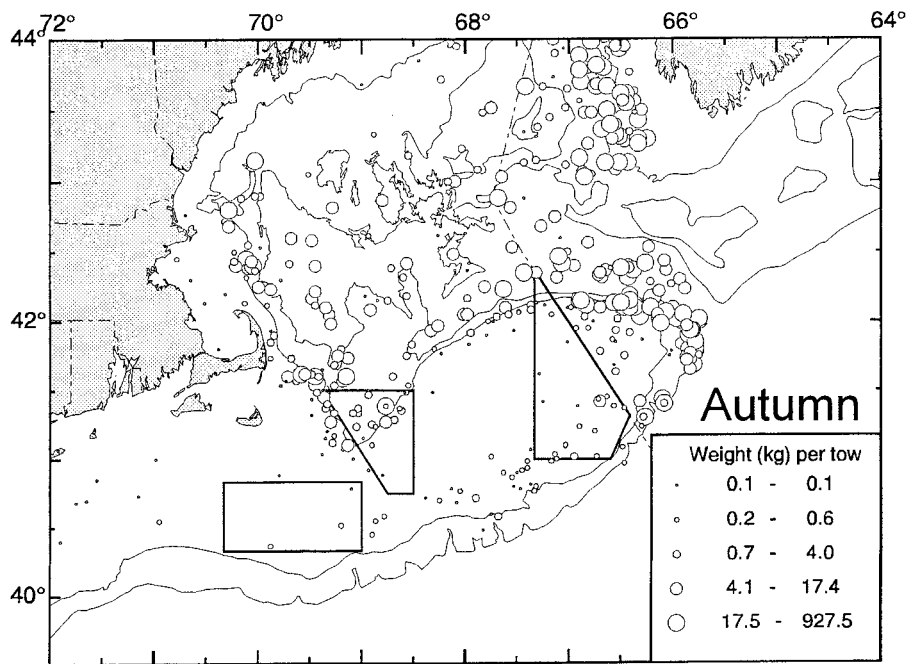 72° 70° 68° 66° 64°
44°
42°
40°
Autumn
Weight (kg) per tow
0.1 - 0.1
0.2 - 0.6
0.7 - 4.0
4.1 - 17.4
17.5 - 927.5